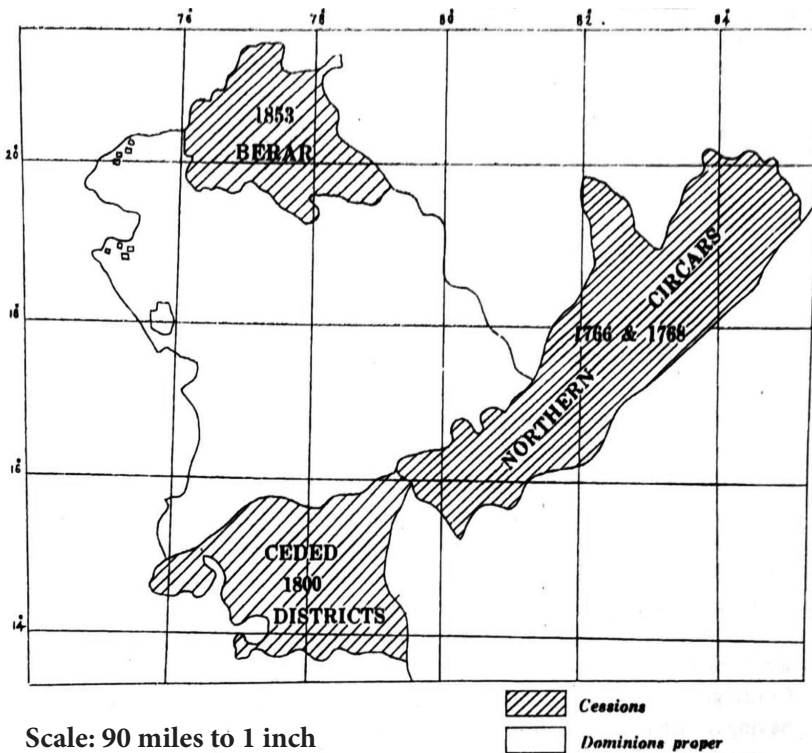 76° 78° 80 82 83 84
1853
BERAR
20°
CIRCARS
18°
1766 & 1768
NORTHERN
16°
CEDED
1800
DISTRICTS
14°
Cessions
Dominions proper
Scale: 90 miles to 1 inch